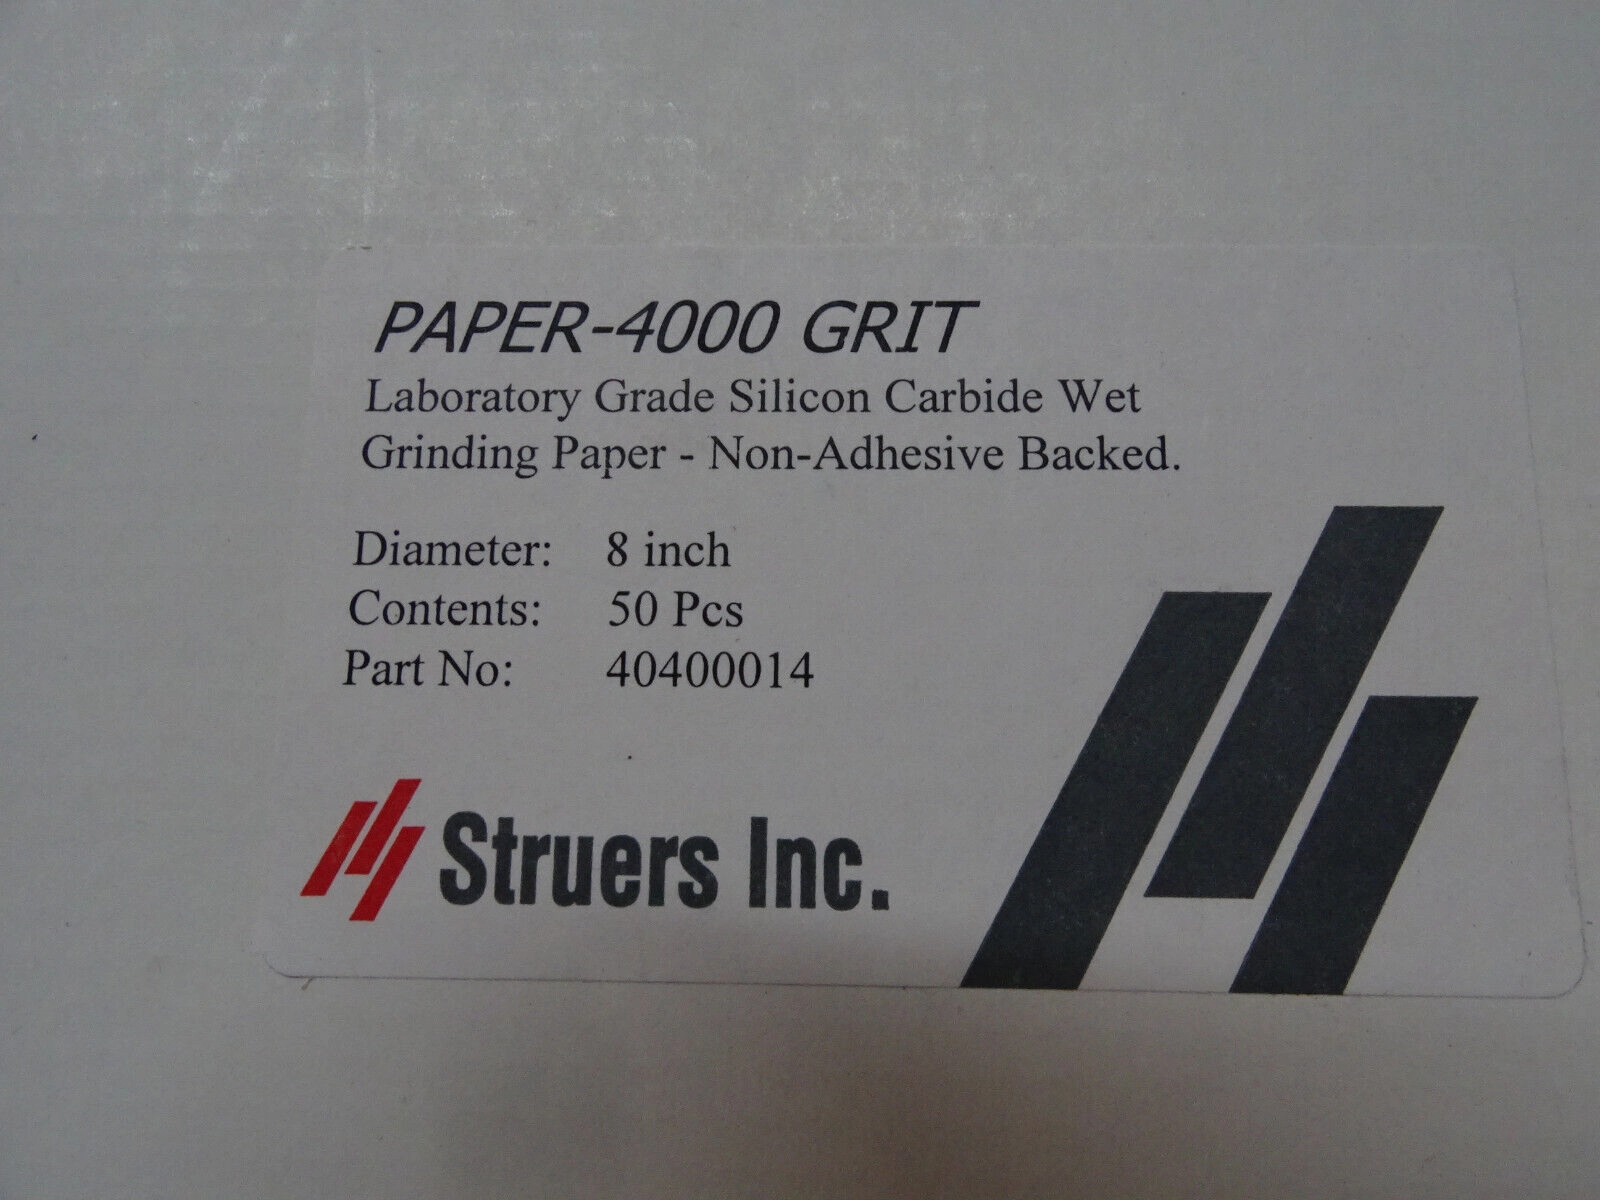 PAPER-4000 GRIT
Laboratory Grade Silicon Carbide Wet
Grinding Paper - Non-Adhesive Backed.
Diameter: 8 inch
Contents: 50 Pcs
Part No: 40400014
Struers Inc.